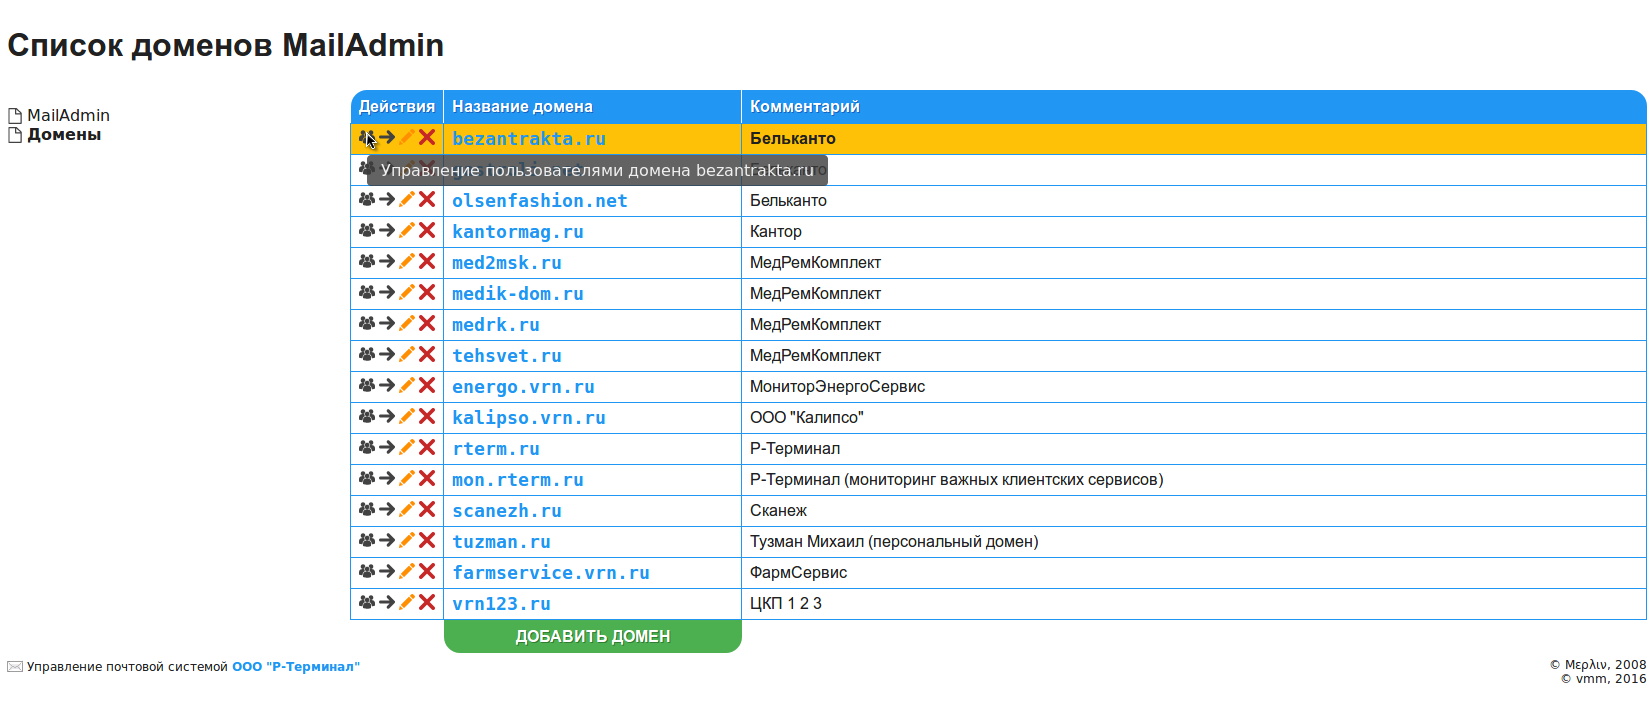 Список доменов MailAdmin
MailAdmin
Домены
Действия Название домена Комментарий
bezantrakta.ru Бельканто
Управление пользователями домена bezantrakta.ru
olsenfashion.net Бельканто
kantormag.ru Кантор
med2msk.ru МедРемКомплект
medik-dom.ru МедРемКомплект
medrk.ru МедРемКомплект
tehsvet.ru МедРемКомплект
energo.vrn.ru МониторЭнергоСервис
kalipso.vrn.ru ООО "Калипсо"
rterm.ru Р-Терминал
mon.rterm.ru Р-Терминал (мониторинг важных клиентских сервисов)
scanezh.ru Сканеж
tuzman.ru Тузман Михаил (персональный домен)
farmservice.vrn.ru ФармСервис
vrn123.ru ЦКП 1 2 3
ДОБАВИТЬ ДОМЕН
Управление почтовой системой ООО "Р-Терминал"
© Μερλιν, 2008
© vmm, 2016